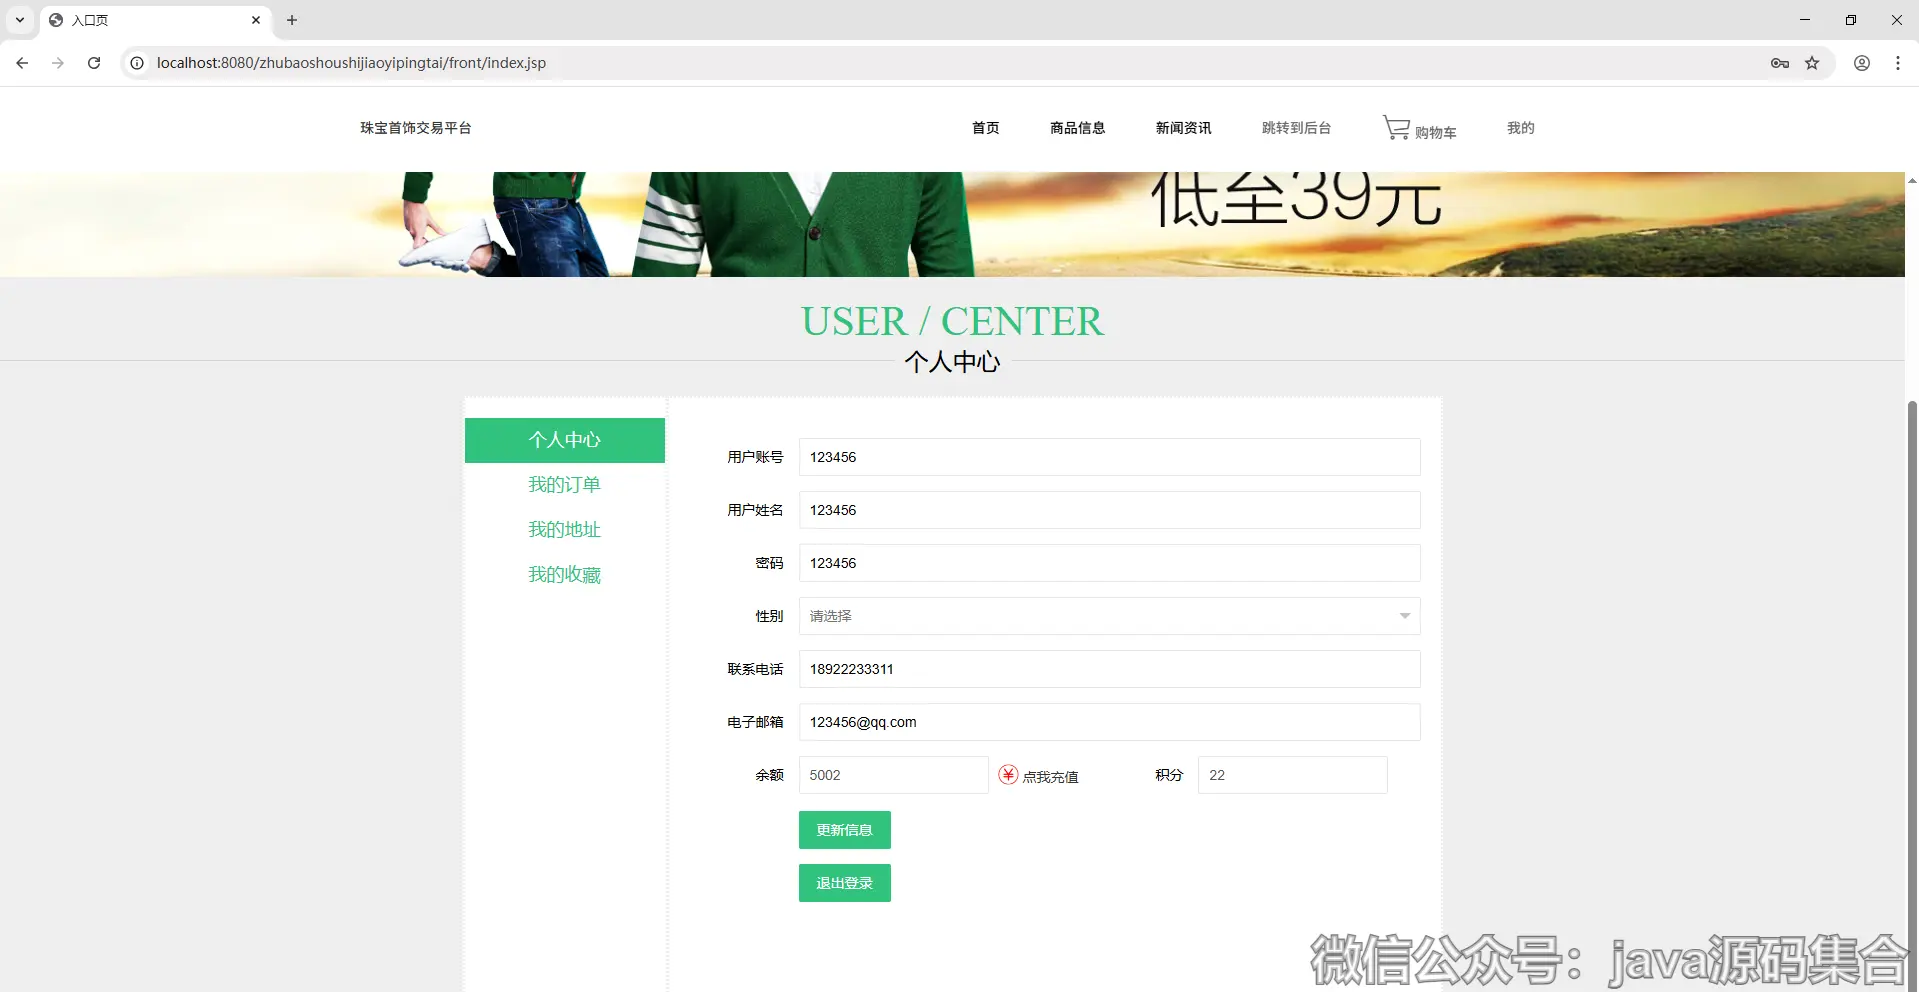 入口页
localhost:8080/zhubaoshoushijiaoyipingtai/front/index.jsp
珠宝首饰交易平台
首页
商品信息
新闻资讯
跳转到后台
购物车
我的
低至39元
USER / CENTER
个人中心
个人中心
我的订单
我的地址
我的收藏
用户账号 123456
用户姓名 123456
密码 123456
性别 请选择
联系电话 18922233311
电子邮箱 123456@qq.com
余额 5002 ¥ 点我充值 积分 22
更新信息
退出登录
微信公众号：java源码集合